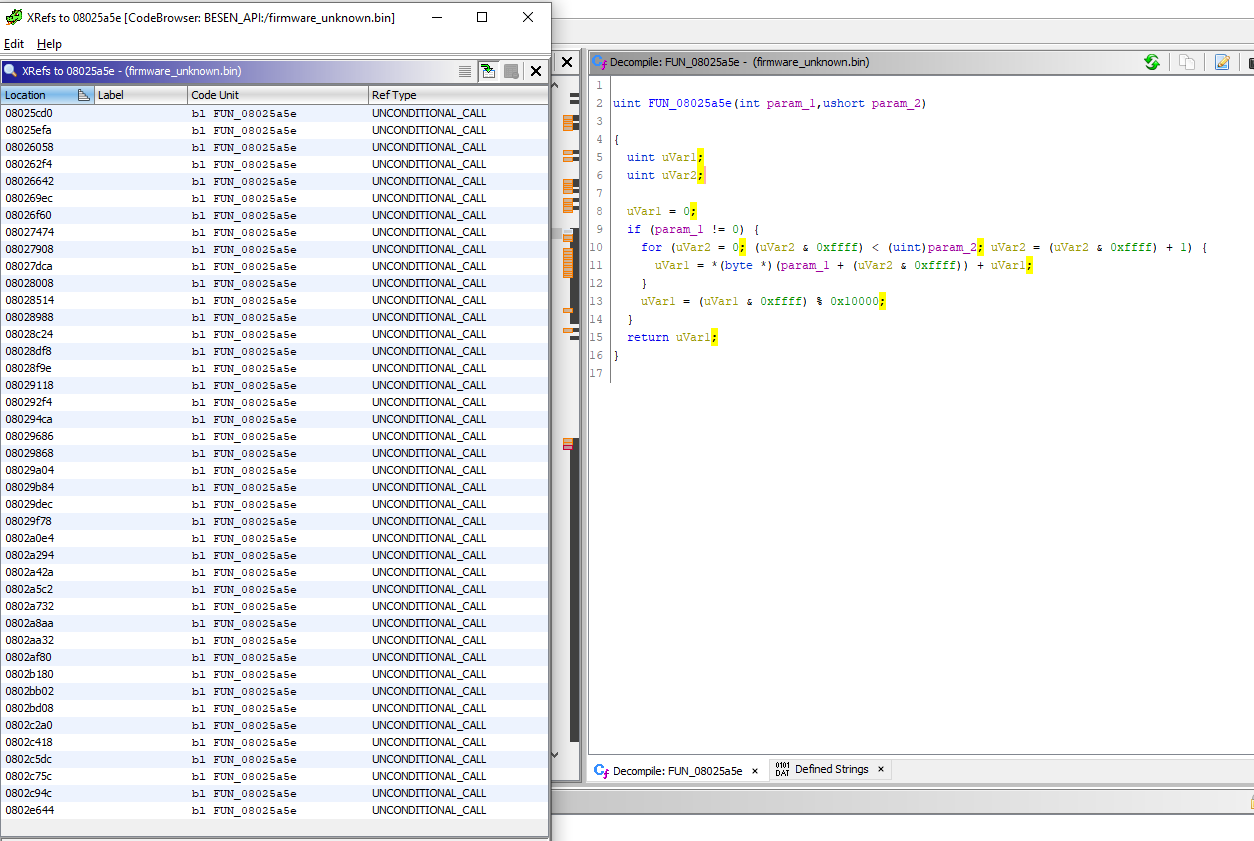 XRefs to 08025a5e [CodeBrowser: BESEN_API:/firmware_unknown.bin]
Edit Help
XRefs to 08025a5e - (firmware_unknown.bin)
Location Label Code Unit Ref Type
08025cd0 bl FUN_08025a5e UNCONDITIONAL_CALL
08025efa bl FUN_08025a5e UNCONDITIONAL_CALL
08026058 bl FUN_08025a5e UNCONDITIONAL_CALL
080262f4 bl FUN_08025a5e UNCONDITIONAL_CALL
08026642 bl FUN_08025a5e UNCONDITIONAL_CALL
080269ec bl FUN_08025a5e UNCONDITIONAL_CALL
08026f60 bl FUN_08025a5e UNCONDITIONAL_CALL
08027474 bl FUN_08025a5e UNCONDITIONAL_CALL
08027908 bl FUN_08025a5e UNCONDITIONAL_CALL
08027dca bl FUN_08025a5e UNCONDITIONAL_CALL
08028008 bl FUN_08025a5e UNCONDITIONAL_CALL
08028514 bl FUN_08025a5e UNCONDITIONAL_CALL
08028988 bl FUN_08025a5e UNCONDITIONAL_CALL
08028c24 bl FUN_08025a5e UNCONDITIONAL_CALL
08028df8 bl FUN_08025a5e UNCONDITIONAL_CALL
08028f9e bl FUN_08025a5e UNCONDITIONAL_CALL
08029118 bl FUN_08025a5e UNCONDITIONAL_CALL
080292f4 bl FUN_08025a5e UNCONDITIONAL_CALL
080294ca bl FUN_08025a5e UNCONDITIONAL_CALL
08029686 bl FUN_08025a5e UNCONDITIONAL_CALL
08029868 bl FUN_08025a5e UNCONDITIONAL_CALL
08029a04 bl FUN_08025a5e UNCONDITIONAL_CALL
08029b84 bl FUN_08025a5e UNCONDITIONAL_CALL
08029dec bl FUN_08025a5e UNCONDITIONAL_CALL
08029f78 bl FUN_08025a5e UNCONDITIONAL_CALL
0802a0e4 bl FUN_08025a5e UNCONDITIONAL_CALL
0802a294 bl FUN_08025a5e UNCONDITIONAL_CALL
0802a42a bl FUN_08025a5e UNCONDITIONAL_CALL
0802a5c2 bl FUN_08025a5e UNCONDITIONAL_CALL
0802a732 bl FUN_08025a5e UNCONDITIONAL_CALL
0802a8aa bl FUN_08025a5e UNCONDITIONAL_CALL
0802aa32 bl FUN_08025a5e UNCONDITIONAL_CALL
0802af80 bl FUN_08025a5e UNCONDITIONAL_CALL
0802b180 bl FUN_08025a5e UNCONDITIONAL_CALL
0802bb02 bl FUN_08025a5e UNCONDITIONAL_CALL
0802bd08 bl FUN_08025a5e UNCONDITIONAL_CALL
0802c2a0 bl FUN_08025a5e UNCONDITIONAL_CALL
0802c418 bl FUN_08025a5e UNCONDITIONAL_CALL
0802c5dc bl FUN_08025a5e UNCONDITIONAL_CALL
0802c75c bl FUN_08025a5e UNCONDITIONAL_CALL
0802c94c bl FUN_08025a5e UNCONDITIONAL_CALL
0802e644 bl FUN_08025a5e UNCONDITIONAL_CALL
Decompile: FUN_08025a5e - (firmware_unknown.bin)
1
2 uint FUN_08025a5e(int param_1,ushort param_2)
3
4 {
5 uint uVar1;
6 uint uVar2;
7
8 uVar1 = 0;
9 if (param_1 != 0) {
10 for (uVar2 = 0; (uVar2 & 0xffff) < (uint)param_2; uVar2 = (uVar2 & 0xffff) + 1) {
11 uVar1 = *(byte *)(param_1 + (uVar2 & 0xffff)) + uVar1;
12 }
13 uVar1 = (uVar1 & 0xffff) % 0x10000;
14 }
15 return uVar1;
16 }
17
Decompile: FUN_08025a5e × Defined Strings ×